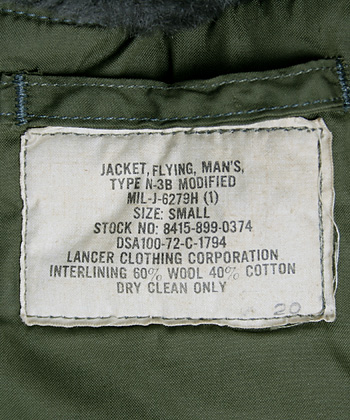 JACKET, FLYING, MAN'S,
TYPE N-3B MODIFIED
MIL-J-6279H (1)
SIZE: SMALL
STOCK NO: 8415-899-0374
DSA100-72-C-1794
LANCER CLOTHING CORPORATION
INTERLINING 60% WOOL 40% COTTON
DRY CLEAN ONLY
20